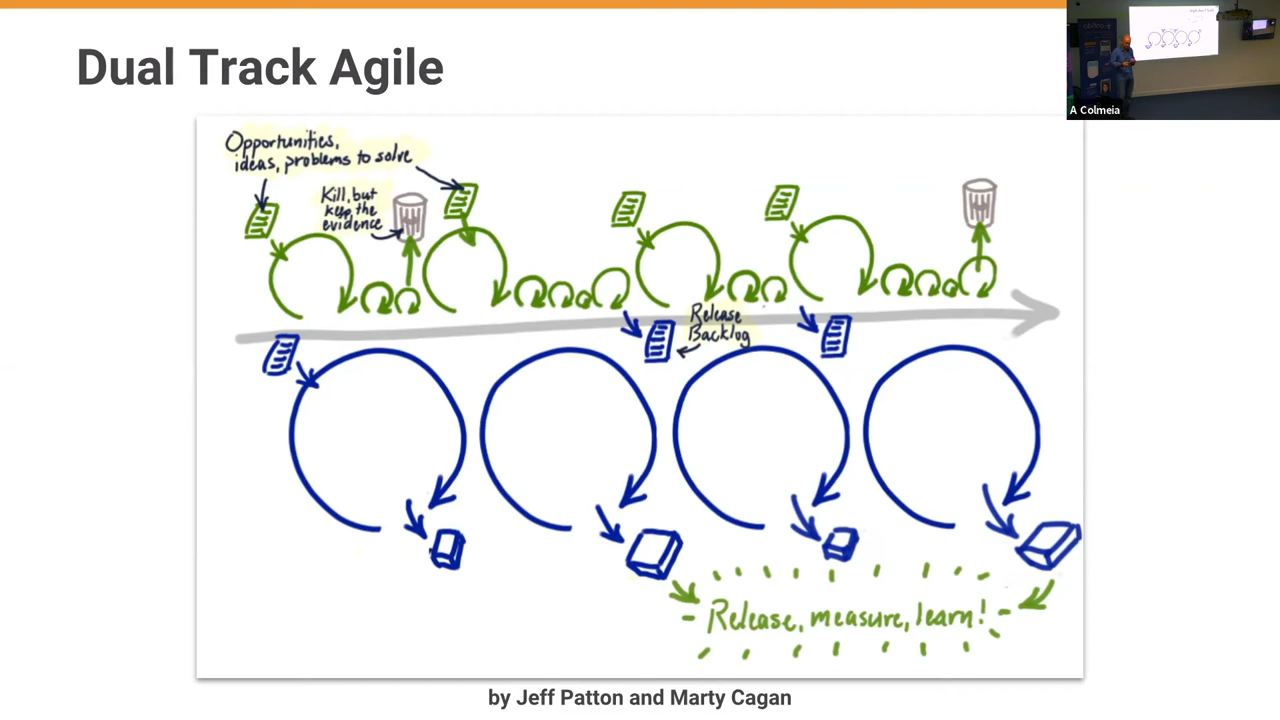 Dual Track Agile
A Colmeia
Opportunities,
ideas, problems to solve
Kill, but
keep the
evidence
Release
Backlog
Release, measure, learn!
by Jeff Patton and Marty Cagan